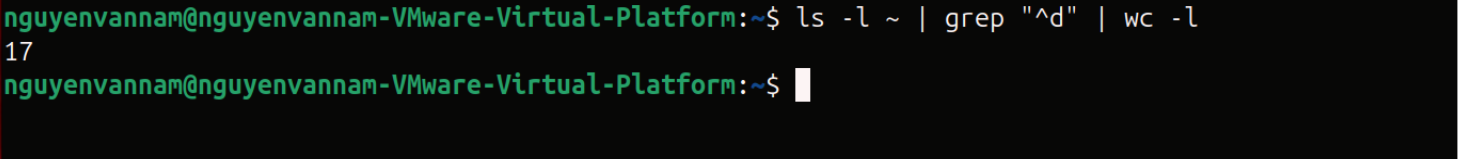 nguyenvannam@nguyenvannam-VMware-Virtual-Platform:~$ ls -l ~ | grep "^d" | wc -l
17
nguyenvannam@nguyenvannam-VMware-Virtual-Platform:~$